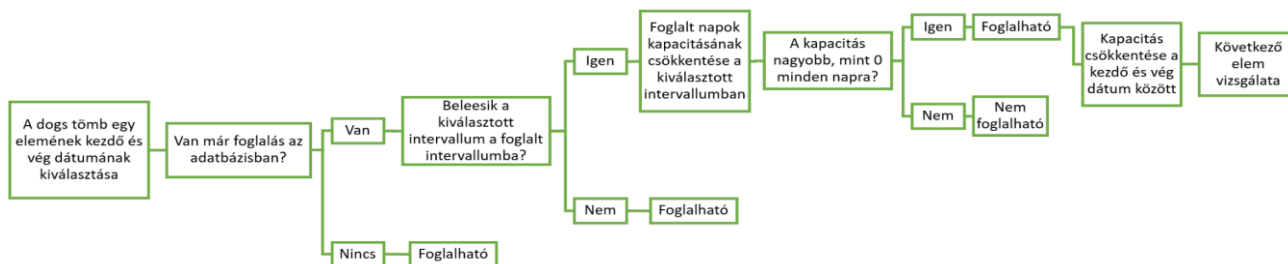 A dogs tömb egy
elemének kezdő és
vég dátumának
kiválasztása
Van már foglalás az
adatbázisban?
Van
Nincs
Foglalható
Beleesik a
kiválasztott
intervallum a foglalt
intervallumba?
Igen
Nem
Foglalható
Foglalt napok
kapacitásának
csökkentése a
kiválasztott
intervallumban
A kapacitás
nagyobb, mint 0
minden napra?
Igen
Foglalható
Nem
Nem
foglalható
Kapacitás
csökkentése a
kezdő és vég
dátum között
Következő
elem
vizsgálata